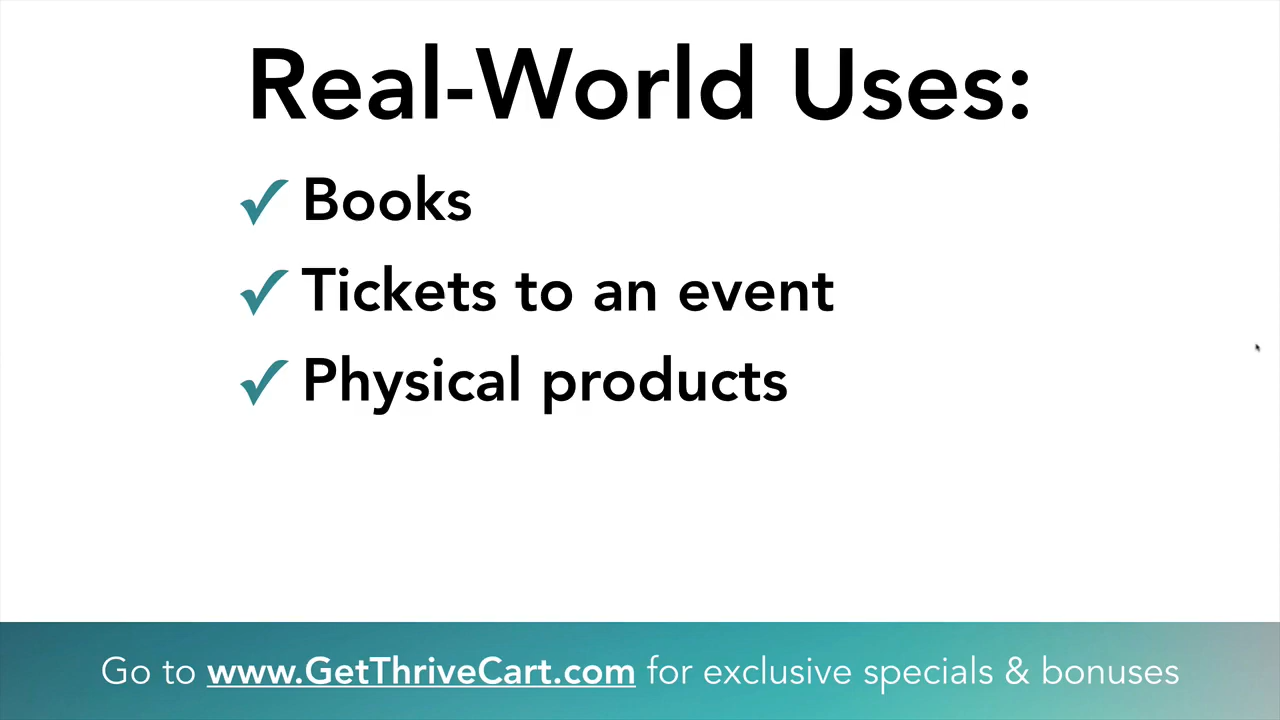 Real-World Uses:
✓ Books
✓ Tickets to an event
✓ Physical products
Go to www.GetThriveCart.com for exclusive specials & bonuses